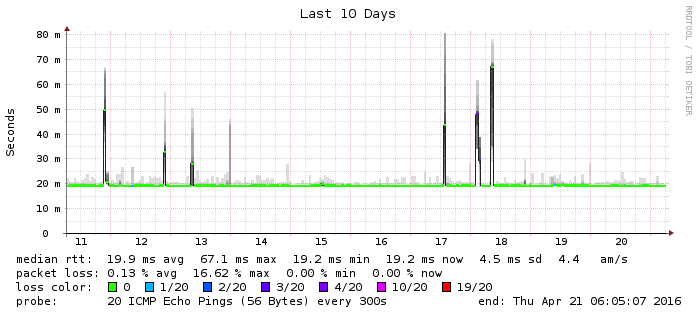 Last 10 Days
RRDTOOL / TOBI OETIKER
Seconds
80 m
70 m
60 m
50 m
40 m
30 m
20 m
10 m
0
11 12 13 14 15 16 17 18 19 20
median rtt: 19.9 ms avg 67.1 ms max 19.2 ms min 19.2 ms now 4.5 ms sd 4.4 am/s
packet loss: 0.13 % avg 16.62 % max 0.00 % min 0.00 % now
loss color: 0 1/20 2/20 3/20 4/20 10/20 19/20
probe: 20 ICMP Echo Pings (56 Bytes) every 300s end: Thu Apr 21 06:05:07 2016